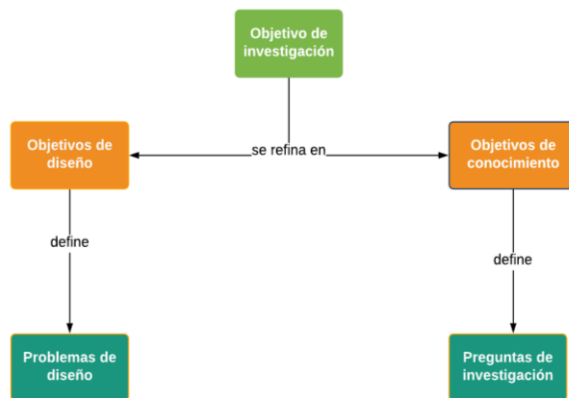 Objetivo de
investigación
Objetivos de
diseño
se refina en
Objetivos de
conocimiento
define
define
Problemas de
diseño
Preguntas de
investigación